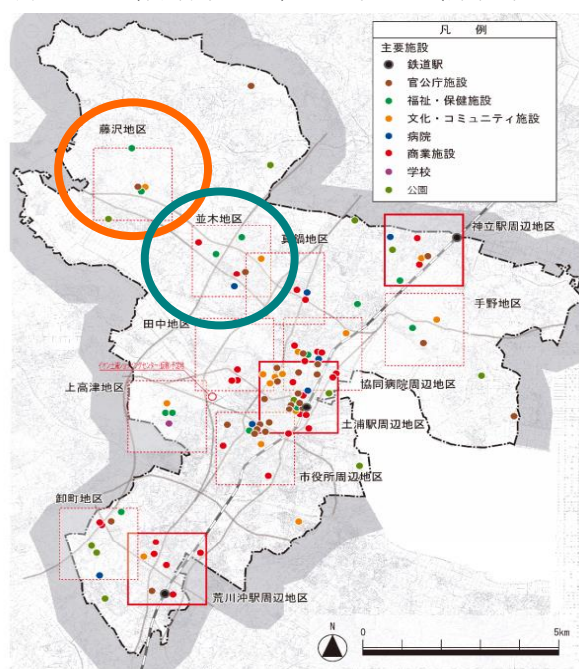 凡　例
主要施設
鉄道駅
官公庁施設
福祉・保健施設
文化・コミュニティ施設
病院
商業施設
学校
公園
藤沢地区
並木地区
真鍋地区
神立駅周辺地区
手野地区
田中地区
上高津地区
協同病院周辺地区
土浦駅周辺地区
市役所周辺地区
卸町地区
荒川沖駅周辺地区
N
0
5km